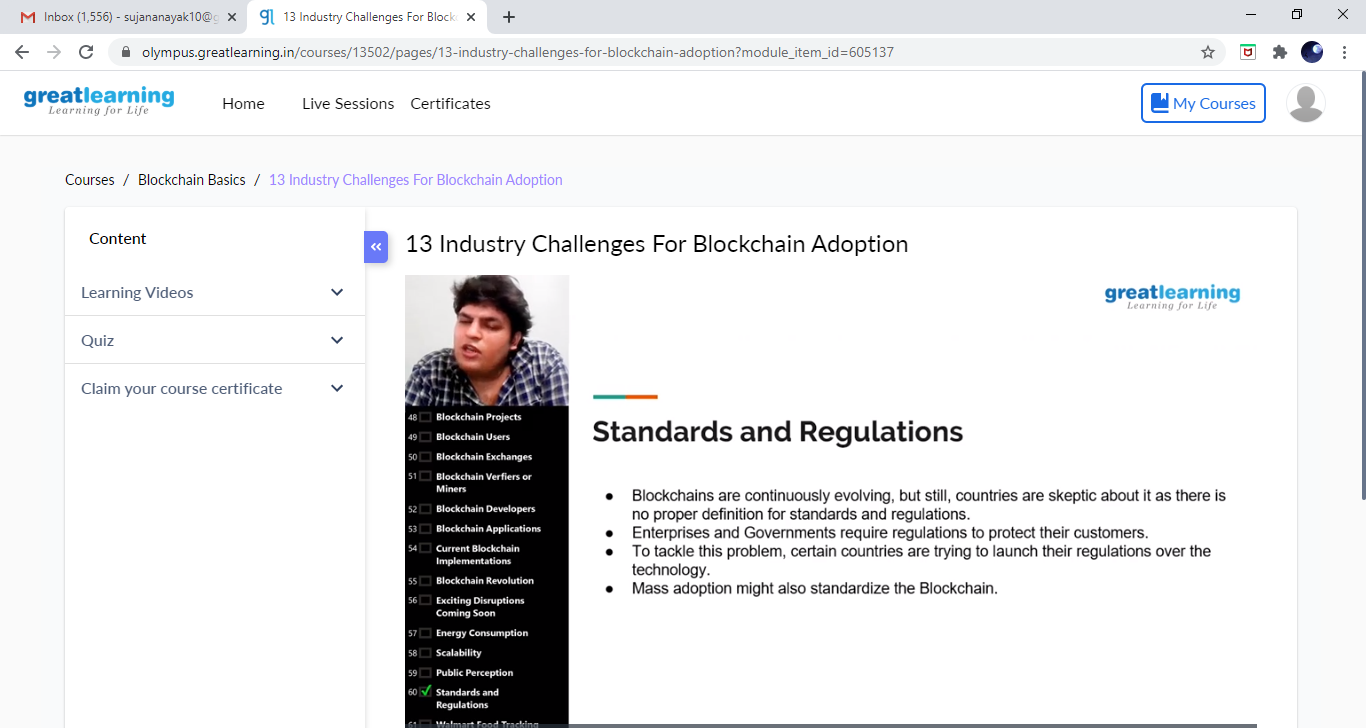 Inbox (1,556) - sujananayak10@g
13 Industry Challenges For Blockc
olympus.greatlearning.in/courses/13502/pages/13-industry-challenges-for-blockchain-adoption?module_item_id=605137
greatlearning
Learning for Life
Home
Live Sessions
Certificates
My Courses
Courses / Blockchain Basics / 13 Industry Challenges For Blockchain Adoption
Content
Learning Videos
Quiz
Claim your course certificate
13 Industry Challenges For Blockchain Adoption
48 Blockchain Projects
49 Blockchain Users
50 Blockchain Exchanges
51 Blockchain Verfiers or
Miners
52 Blockchain Developers
53 Blockchain Applications
54 Current Blockchain
Implementations
55 Blockchain Revolution
56 Exciting Disruptions
Coming Soon
57 Energy Consumption
58 Scalability
59 Public Perception
60 Standards and
Regulations
61 Walmart Food Tracking
greatlearning
Learning for Life
Standards and Regulations
● Blockchains are continuously evolving, but still, countries are skeptic about it as there is
no proper definition for standards and regulations.
● Enterprises and Governments require regulations to protect their customers.
● To tackle this problem, certain countries are trying to launch their regulations over the
technology.
● Mass adoption might also standardize the Blockchain.